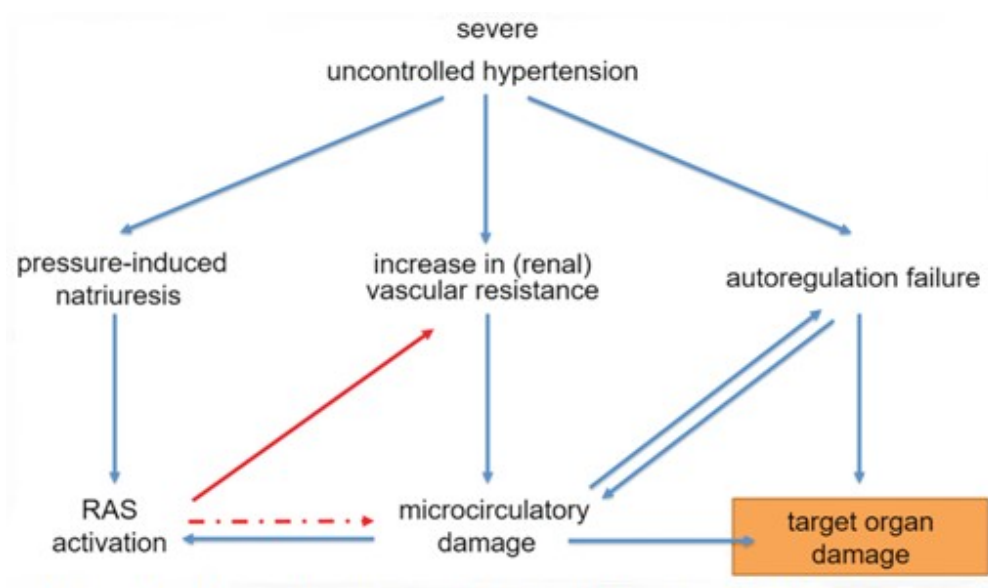 severe
uncontrolled hypertension
pressure-induced
natriuresis
increase in (renal)
vascular resistance
autoregulation failure
RAS
activation
microcirculatory
damage
target organ
damage